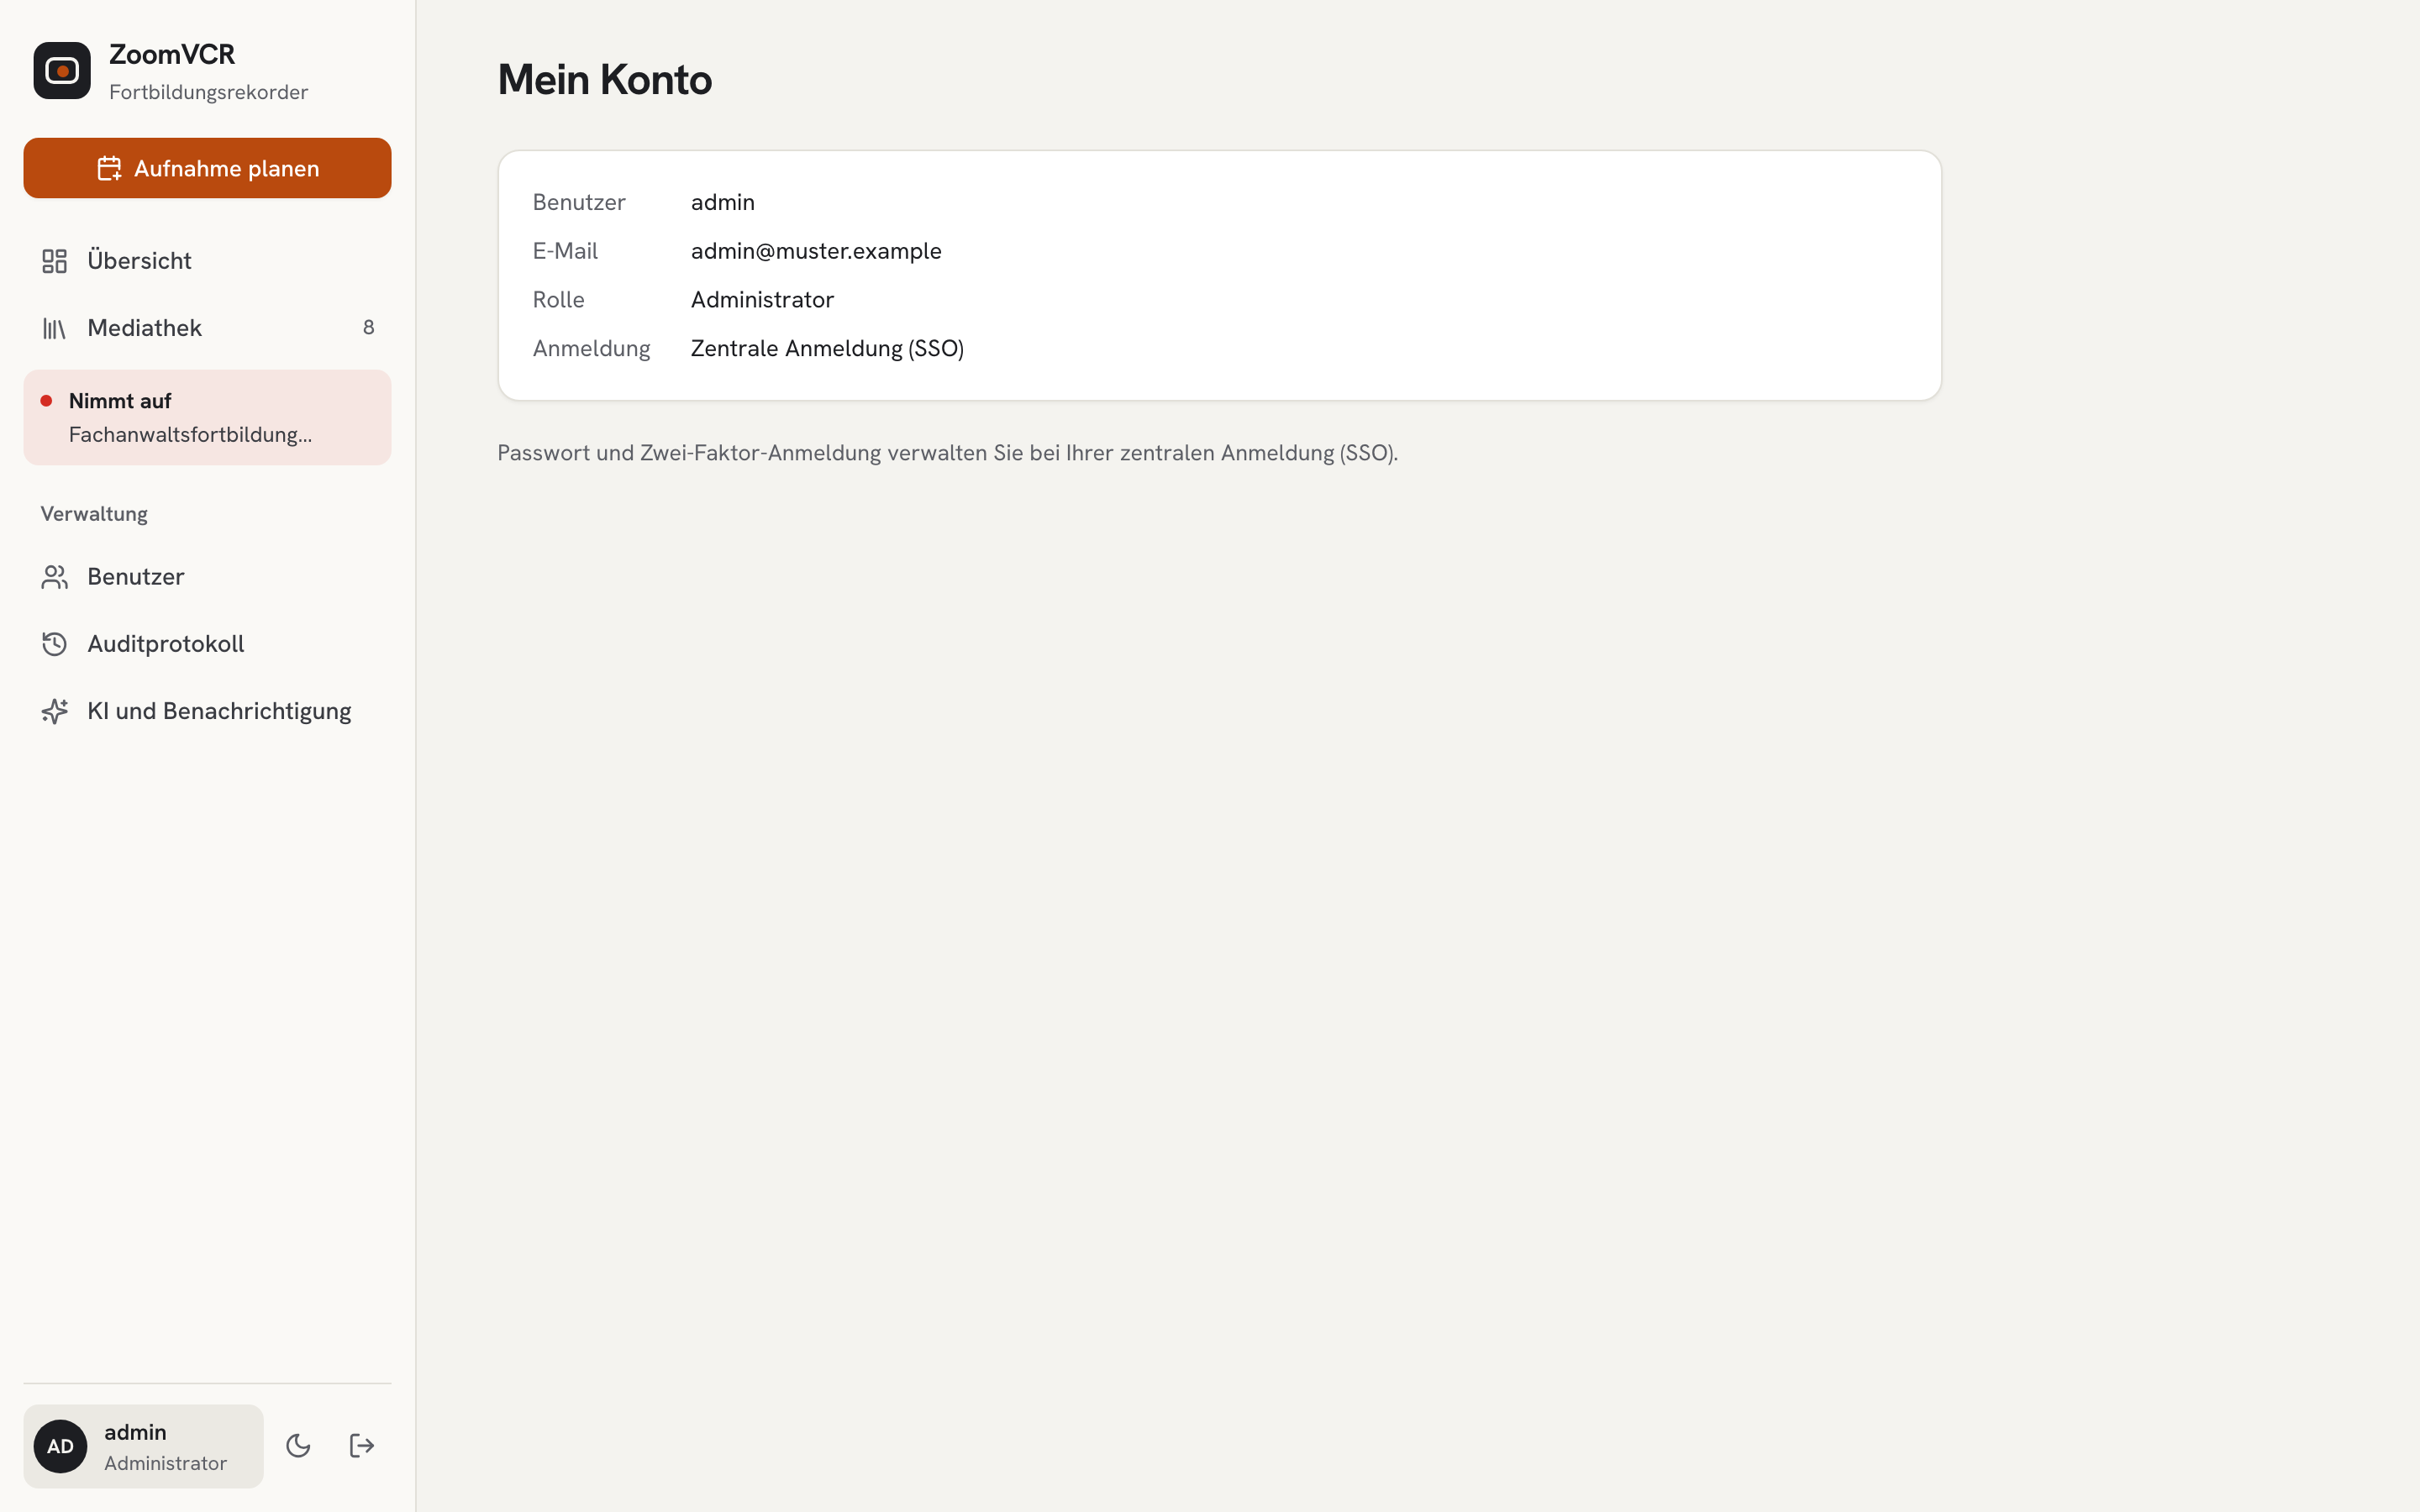 ZoomVCR
Fortbildungsrekorder
Aufnahme planen
Übersicht
Mediathek 8
Nimmt auf
Fachanwaltsfortbildung...
Verwaltung
Benutzer
Auditprotokoll
KI und Benachrichtigung
AD
admin
Administrator
Mein Konto
Benutzer admin
E-Mail admin@muster.example
Rolle Administrator
Anmeldung Zentrale Anmeldung (SSO)
Passwort und Zwei-Faktor-Anmeldung verwalten Sie bei Ihrer zentralen Anmeldung (SSO).